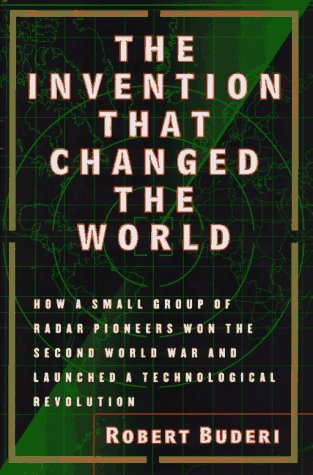 THE
INVENTION
THAT
CHANGED
THE
WORLD
HOW A SMALL GROUP OF
RADAR PIONEERS WON THE
SECOND WORLD WAR AND
LAUNCHED A TECHNOLOGICAL
REVOLUTION
ROBERT BUDERI